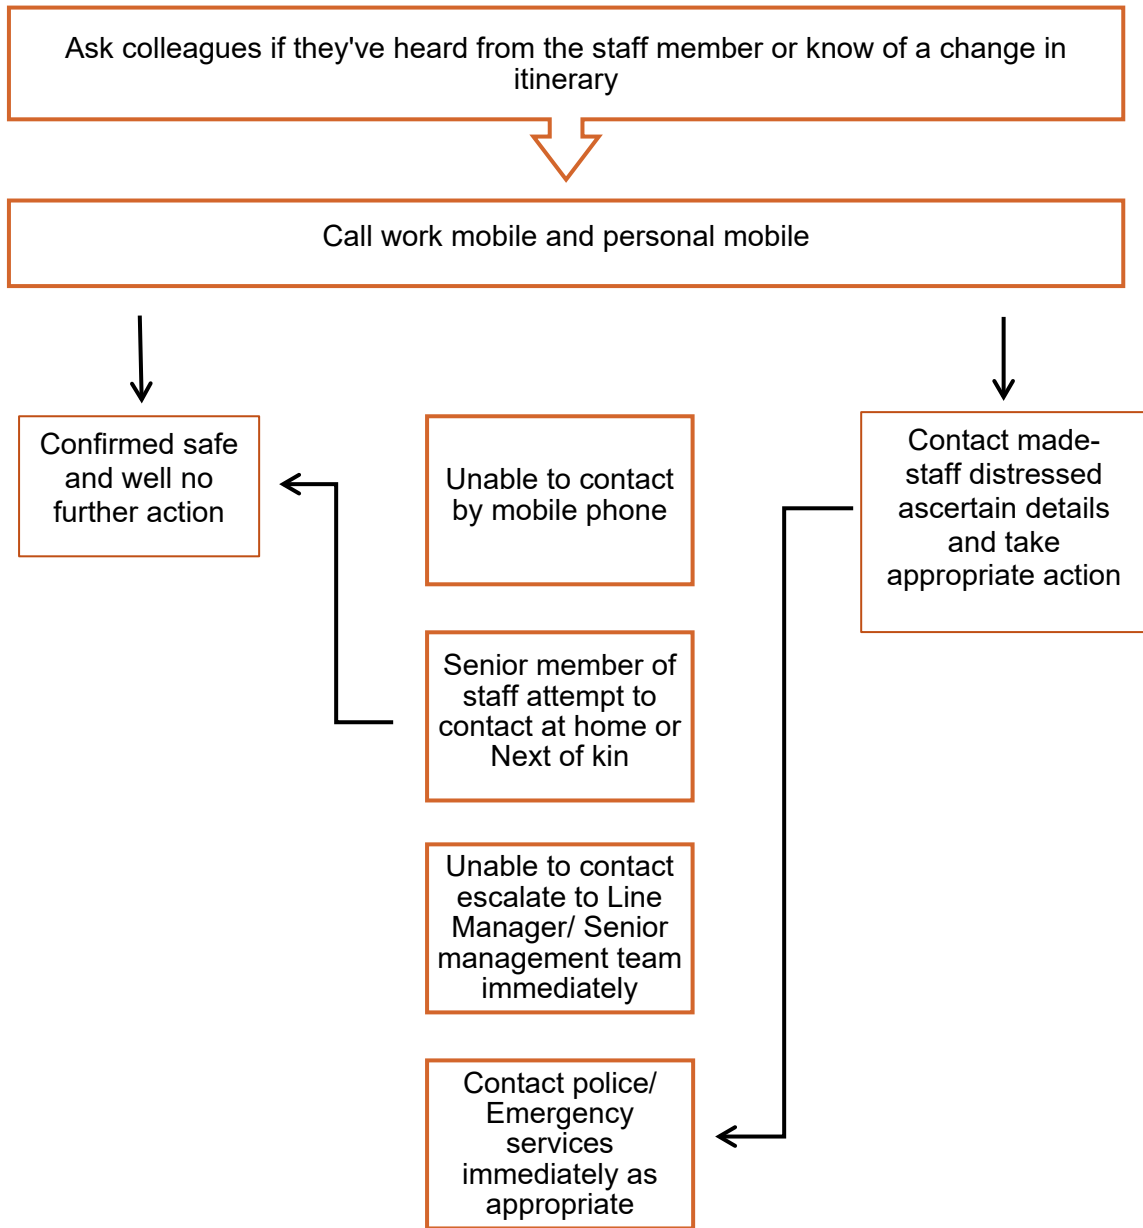 Ask colleagues if they've heard from the staff member or know of a change in
itinerary
Call work mobile and personal mobile
Confirmed safe
and well no
further action
Unable to contact
by mobile phone
Contact made-
staff distressed
ascertain details
and take
appropriate action
Senior member of
staff attempt to
contact at home or
Next of kin
Unable to contact
escalate to Line
Manager/ Senior
management team
immediately
Contact police/
Emergency
services
immediately as
appropriate